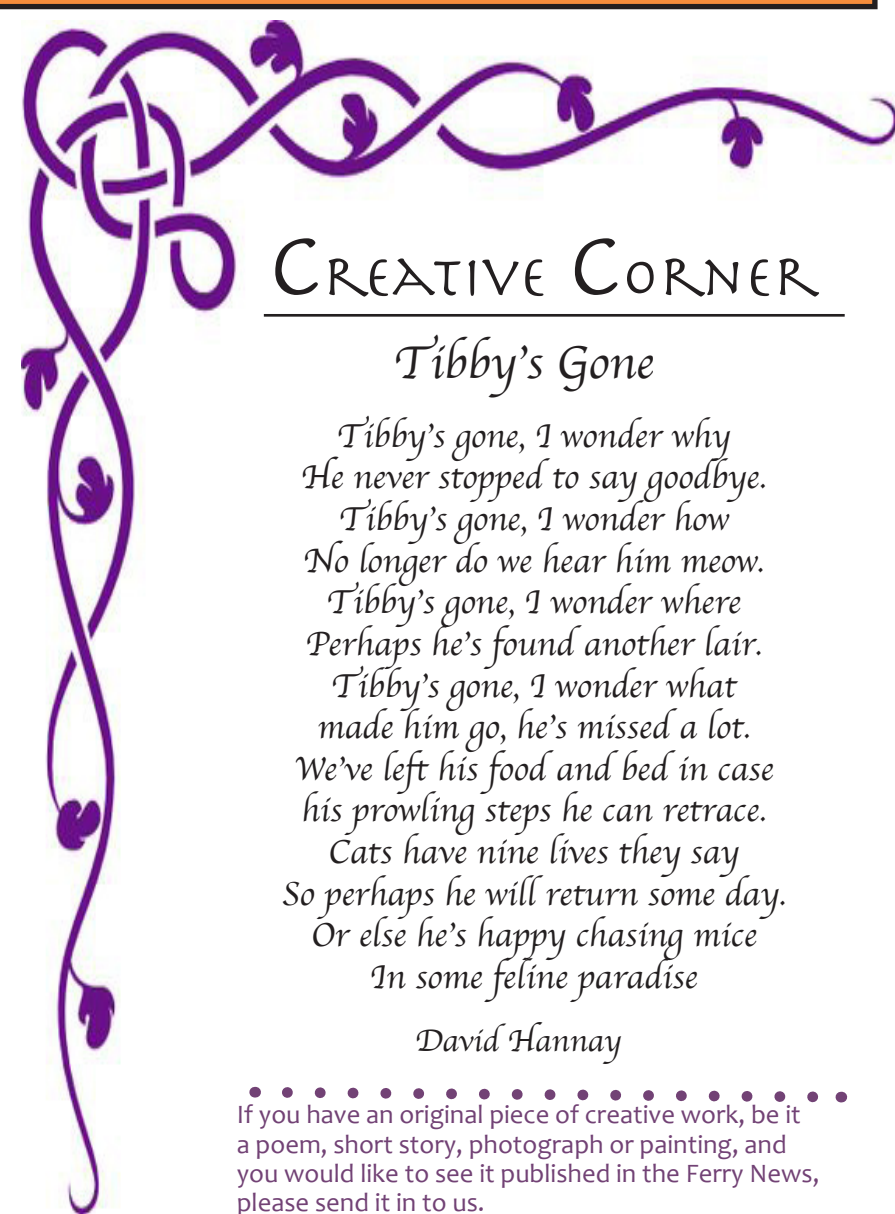 Creative Corner
Tibby's Gone
Tibby's gone, I wonder why
He never stopped to say goodbye.
Tibby's gone, I wonder how
No longer do we hear him meow.
Tibby's gone, I wonder where
Perhaps he's found another lair.
Tibby's gone, I wonder what
made him go, he's missed a lot.
We've left his food and bed in case
his prowling steps he can retrace.
Cats have nine lives they say
So perhaps he will return some day.
Or else he's happy chasing mice
In some feline paradise
David Hannay
If you have an original piece of creative work, be it
a poem, short story, photograph or painting, and
you would like to see it published in the Ferry News,
please send it in to us.